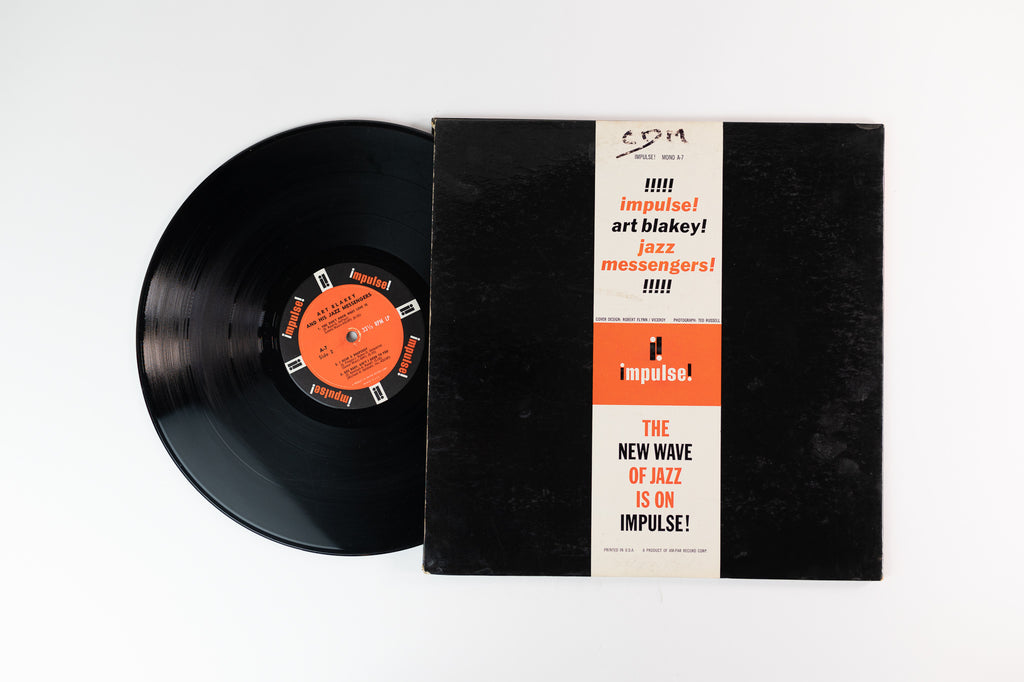 impulse!
impulse!
impulse!
impulse!
ART BLAKEY
AND HIS JAZZ MESSENGERS
A-7
Side 2
33⅓ RPM LP
CDM
IMPULSE! MONO A-7
!!!!!
impulse!
art blakey!
jazz
messengers!
!!!!!
COVER DESIGN: ROBERT FLYNN / VICEROY PHOTOGRAPH: TED RUSSELL
impulse!
THE
NEW WAVE
OF JAZZ
IS ON
IMPULSE!
PRINTED IN U.S.A. A PRODUCT OF AM-PAR RECORD CORP.